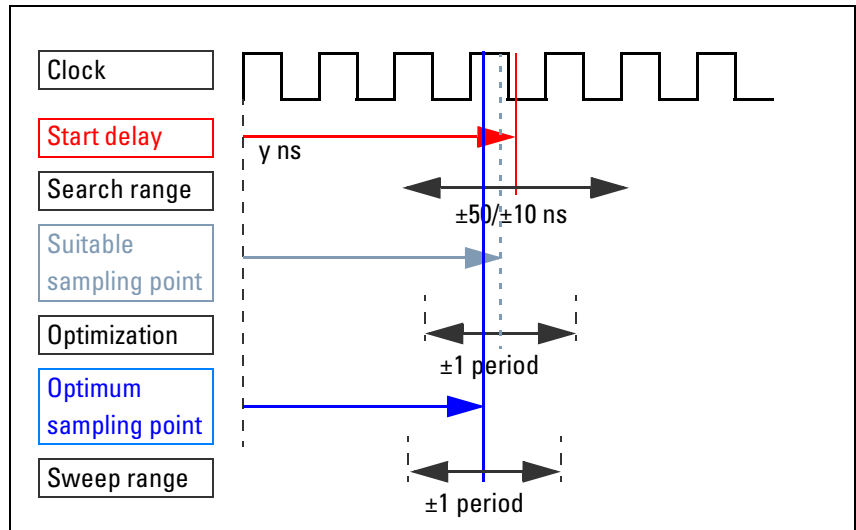 Clock
Start delay
y ns
Search range
±50/±10 ns
Suitable
sampling point
Optimization
±1 period
Optimum
sampling point
Sweep range
±1 period